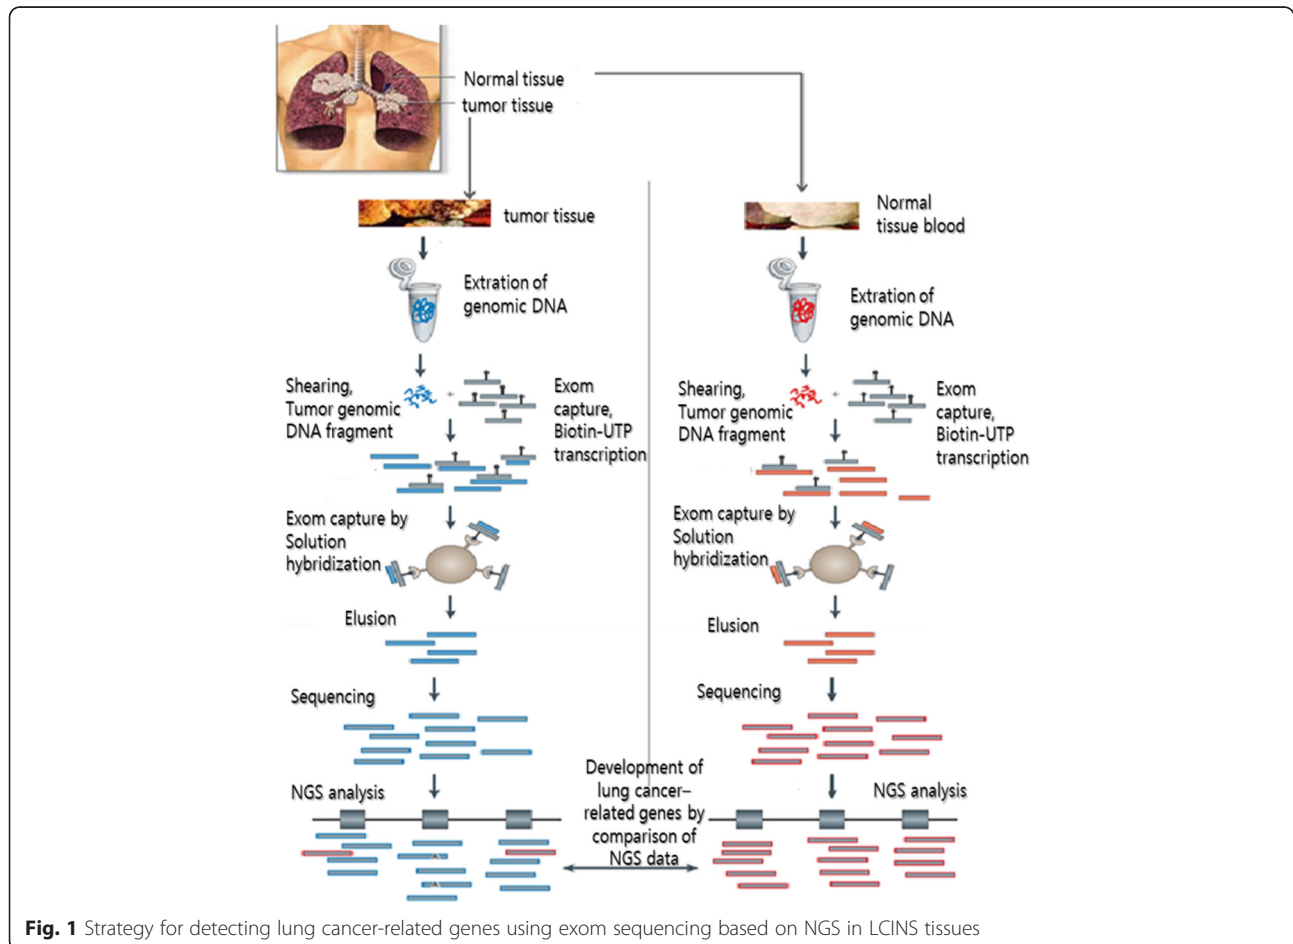 Normal tissue
tumor tissue
tumor tissue
Extration of
genomic DNA
Shearing,
Tumor genomic
DNA fragment
+
Exom
capture,
Biotin-UTP
transcription
Exom capture by
Solution
hybridization
Elusion
Sequencing
NGS analysis
Normal
tissue blood
Extration of
genomic DNA
Shearing,
Tumor genomic
DNA fragment
+
Exom
capture,
Biotin-UTP
transcription
Exom capture by
Solution
hybridization
Elusion
Sequencing
NGS analysis
Development of
lung cancer–
related genes by
comparison of
NGS data
Fig. 1 Strategy for detecting lung cancer-related genes using exom sequencing based on NGS in LCINS tissues